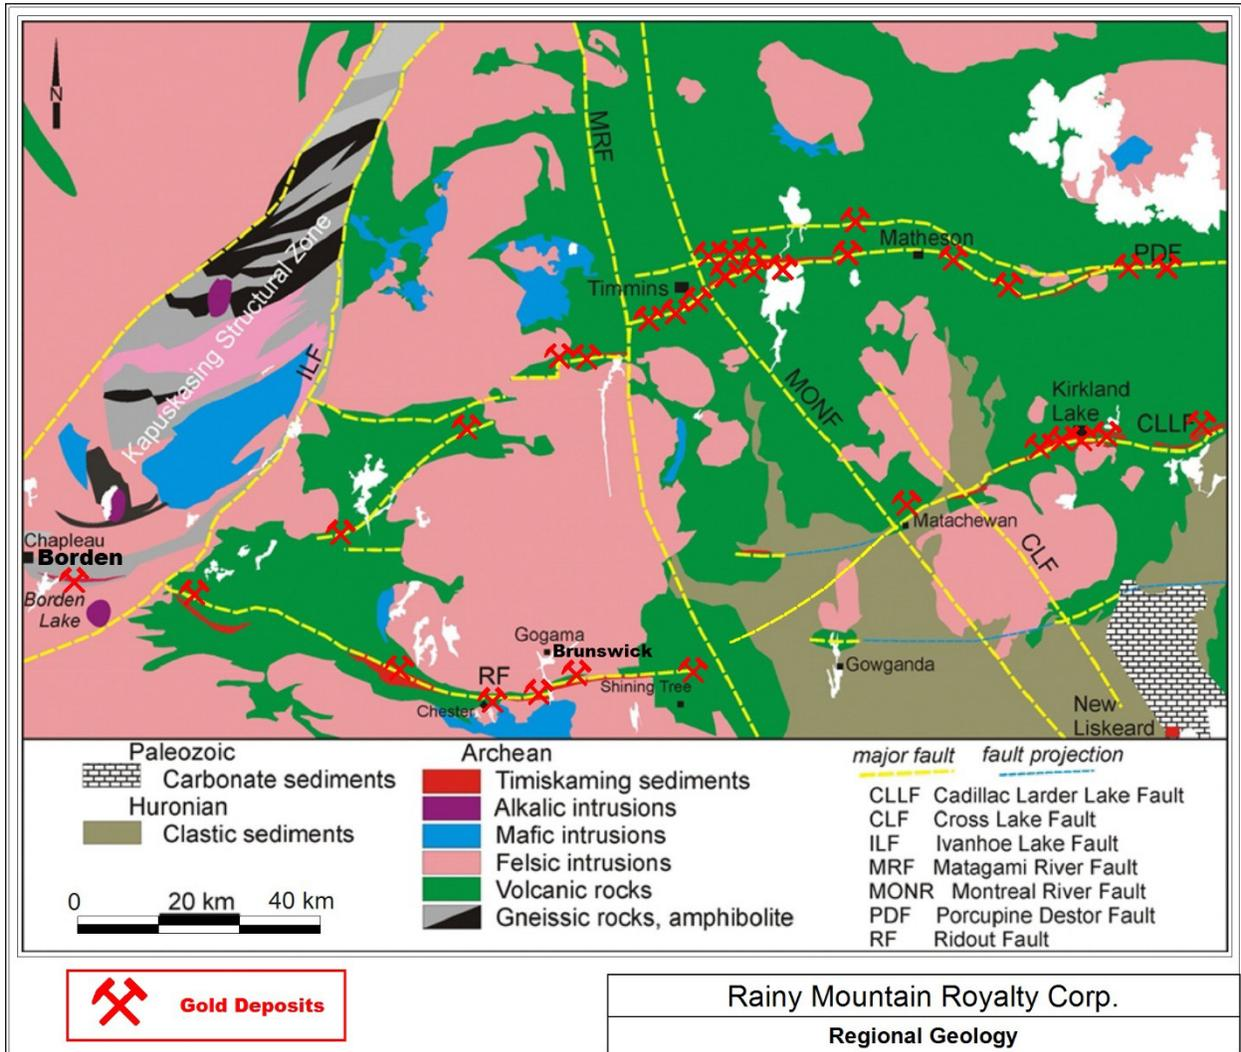 N
MRF
Kapuskasing Structural Zone
ILF
Timmins
Matheson
PDF
MONF
Kirkland
Lake
CLLF
Matachewan
CLF
Chapleau
Borden
Borden
Lake
Gogama
Brunswick
RF
Shining Tree
Chester
Gowganda
New
Liskeard
Paleozoic
Carbonate sediments
Huronian
Clastic sediments
0 20 km 40 km
Archean
Timiskaming sediments
Alkalic intrusions
Mafic intrusions
Felsic intrusions
Volcanic rocks
Gneissic rocks, amphibolite
major fault fault projection
CLLF Cadillac Larder Lake Fault
CLF Cross Lake Fault
ILF Ivanhoe Lake Fault
MRF Matagami River Fault
MONR Montreal River Fault
PDF Porcupine Destor Fault
RF Ridout Fault
Gold Deposits
Rainy Mountain Royalty Corp.
Regional Geology